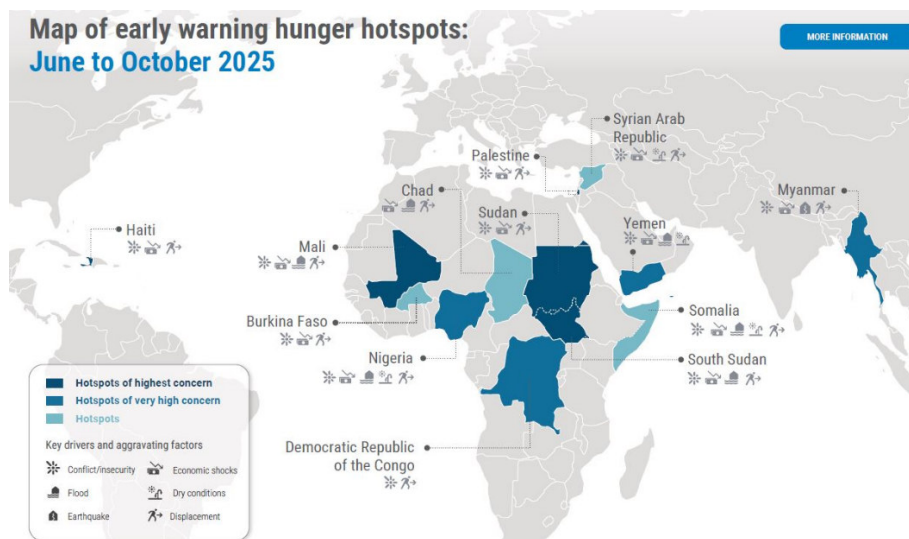 Map of early warning hunger hotspots:
June to October 2025
MORE INFORMATION
Syrian Arab
Republic
Palestine
Chad
Sudan
Myanmar
Haiti
Mali
Yemen
Burkina Faso
Somalia
Nigeria
South Sudan
Democratic Republic
of the Congo
Hotspots of highest concern
Hotspots of very high concern
Hotspots
Key drivers and aggravating factors
Conflict/insecurity
Economic shocks
Flood
Dry conditions
Earthquake
Displacement